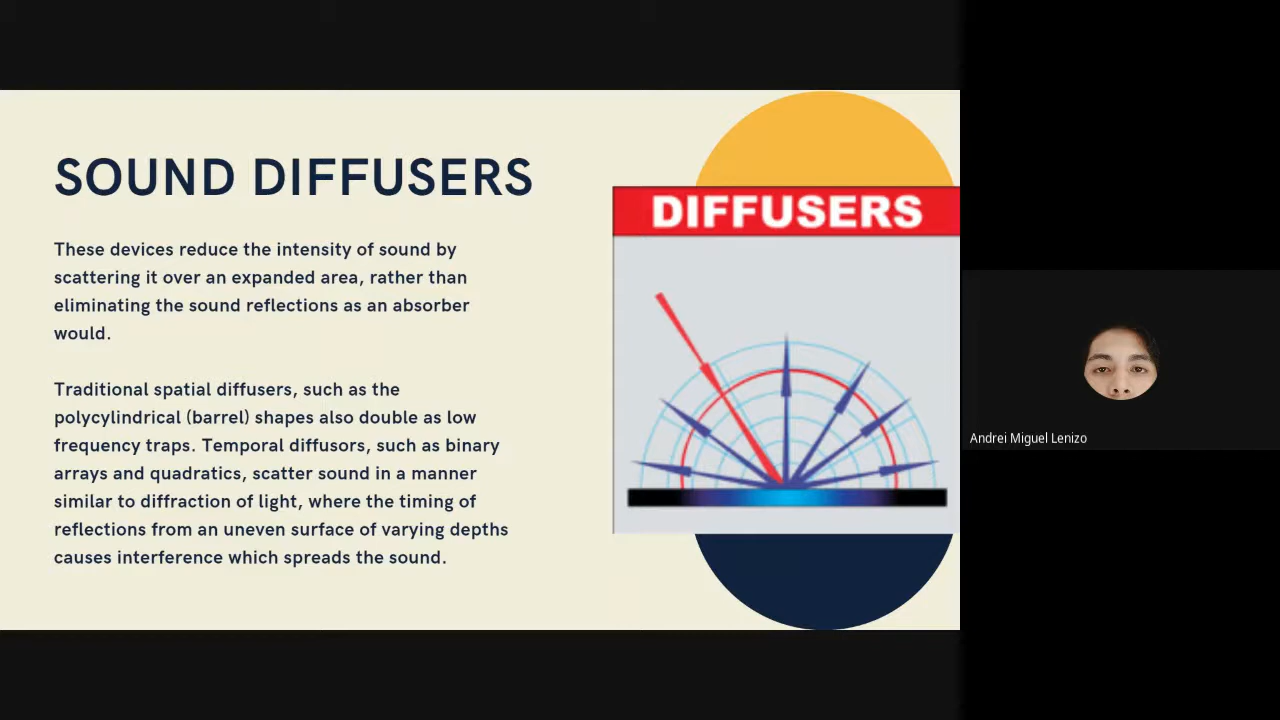 SOUND DIFFUSERS
These devices reduce the intensity of sound by
scattering it over an expanded area, rather than
eliminating the sound reflections as an absorber
would.
Traditional spatial diffusers, such as the
polycylindrical (barrel) shapes also double as low
frequency traps. Temporal diffusors, such as binary
arrays and quadratics, scatter sound in a manner
similar to diffraction of light, where the timing of
reflections from an uneven surface of varying depths
causes interference which spreads the sound.
DIFFUSERS
Andrei Miguel Lenizo